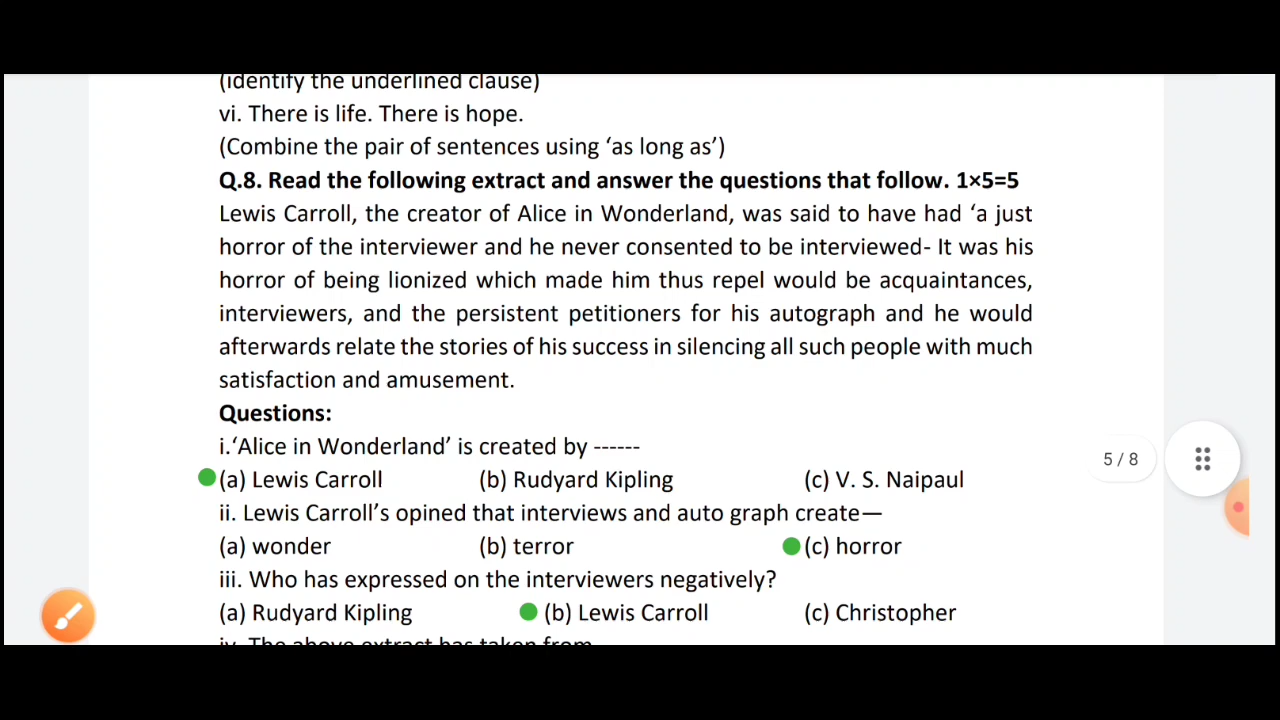 (identify the underlined clause)
vi. There is life. There is hope.
(Combine the pair of sentences using ‘as long as’)
Q.8. Read the following extract and answer the questions that follow. 1×5=5
Lewis Carroll, the creator of Alice in Wonderland, was said to have had ‘a just
horror of the interviewer and he never consented to be interviewed- It was his
horror of being lionized which made him thus repel would be acquaintances,
interviewers, and the persistent petitioners for his autograph and he would
afterwards relate the stories of his success in silencing all such people with much
satisfaction and amusement.
Questions:
i.‘Alice in Wonderland’ is created by ------
(a) Lewis Carroll (b) Rudyard Kipling (c) V. S. Naipaul
ii. Lewis Carroll’s opined that interviews and auto graph create—
(a) wonder (b) terror (c) horror
iii. Who has expressed on the interviewers negatively?
(a) Rudyard Kipling (b) Lewis Carroll (c) Christopher
iv. The above extract has taken from
5 / 8